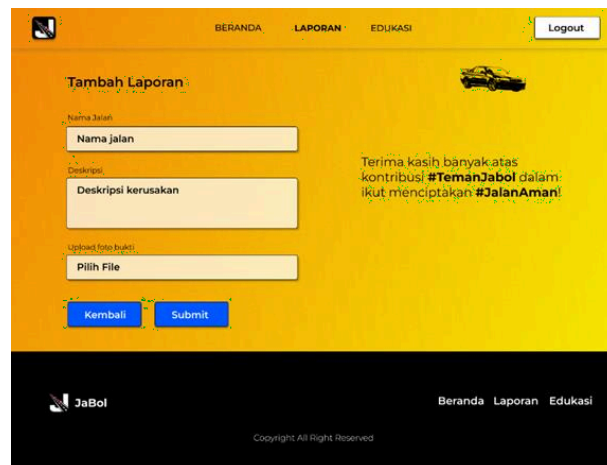 BERANDA LAPORAN EDUKASI Logout
Tambah Laporan
Nama Jalan
Nama jalan
Deskripsi
Deskripsi kerusakan
Upload foto bukti
Pilih File
Kembali Submit
Terima kasih banyak atas
kontribusi #TemanJabol dalam
ikut menciptakan #JalanAman!
JaBol
Beranda Laporan Edukasi
Copyright All Right Reserved